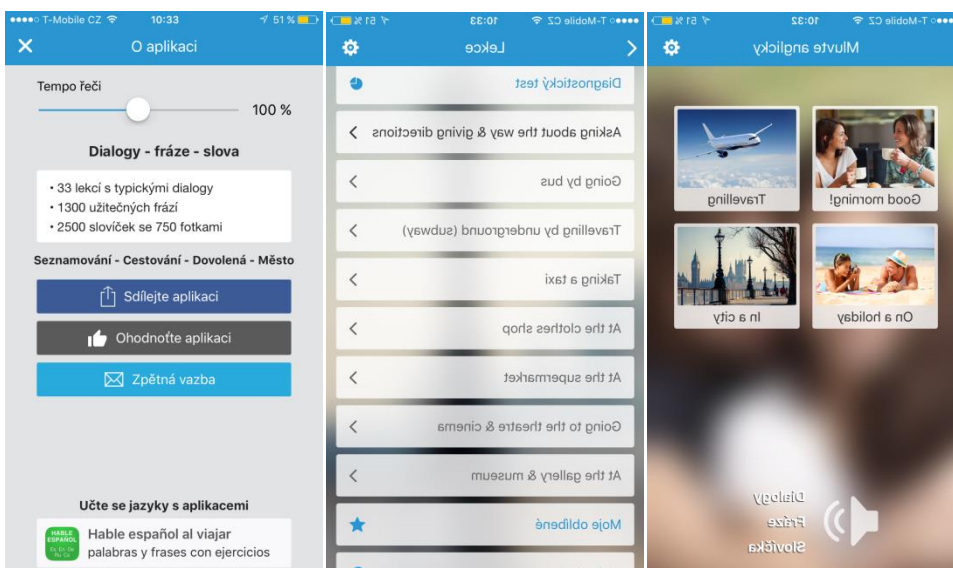 T-Mobile CZ 10:33 51 %
O aplikaci
Tempo řeči
100 %
Dialogy - fráze - slova
• 33 lekcí s typickými dialogy
• 1300 užitečných frází
• 2500 slovíček se 750 fotkami
Seznamování - Cestování - Dovolená - Město
Sdílejte aplikaci
Ohodnoťte aplikaci
Zpětná vazba
Učte se jazyky s aplikacemi
HABLE ESPAÑOL
Hable español al viajar
palabras y frases con ejercicios
T-Mobile CZ 10:33 51 %
Lekce
Diagnostický test
Asking about the way & giving directions
Going by bus
Travelling by underground (subway)
Taking a taxi
At the clothes shop
At the supermarket
Going to the theatre & cinema
At the gallery & museum
Moje oblíbené
T-Mobile CZ 10:32 51 %
Mluvte anglicky
Good morning!
Travelling
On a holiday
In a city
Dialogy
Fráze
Slovíčka